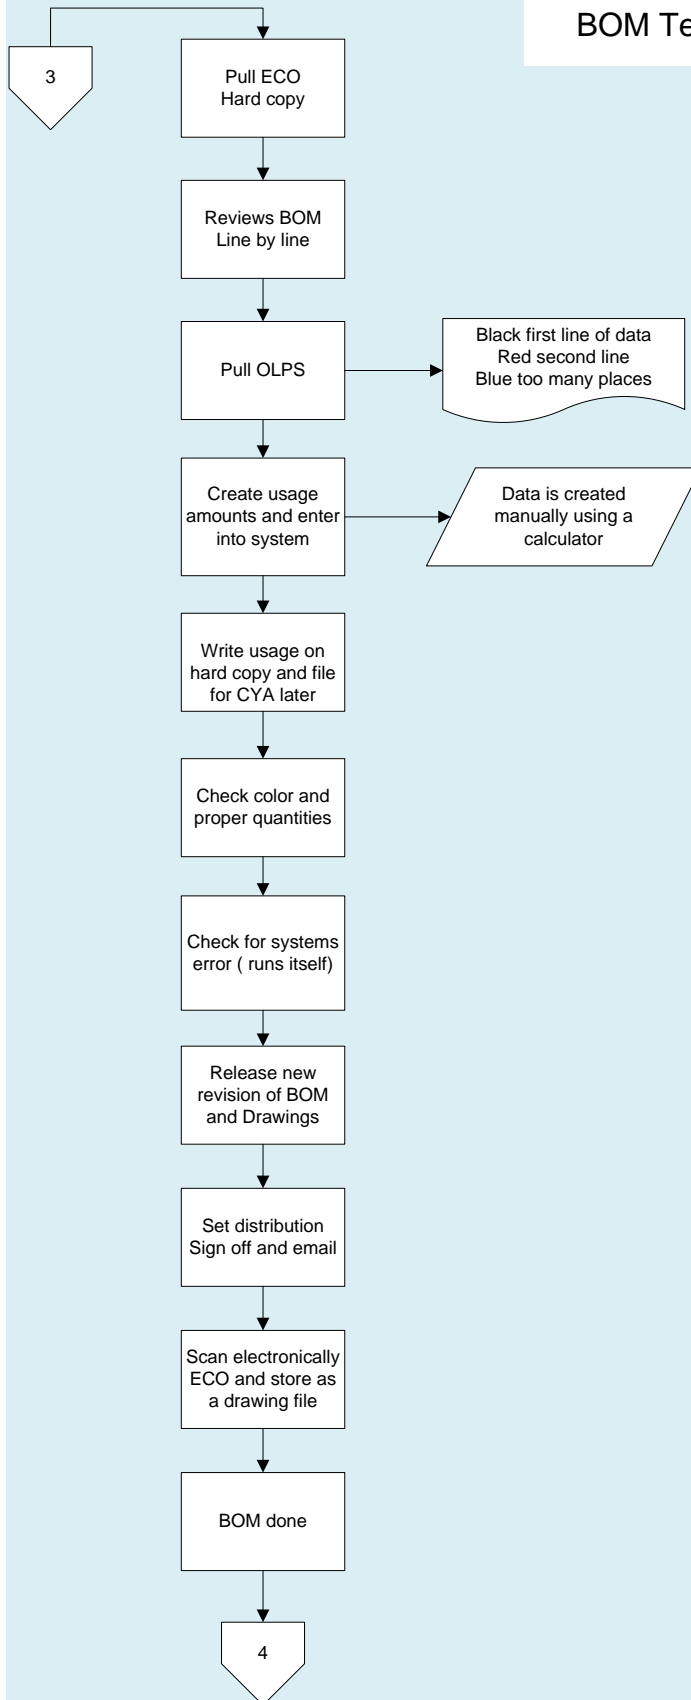 BOM Te
3
Pull ECO
Hard copy
Reviews BOM
Line by line
Pull OLPS
Black first line of data
Red second line
Blue too many places
Create usage
amounts and enter
into system
Data is created
manually using a
calculator
Write usage on
hard copy and file
for CYA later
Check color and
proper quantities
Check for systems
error ( runs itself)
Release new
revision of BOM
and Drawings
Set distribution
Sign off and email
Scan electronically
ECO and store as
a drawing file
BOM done
4